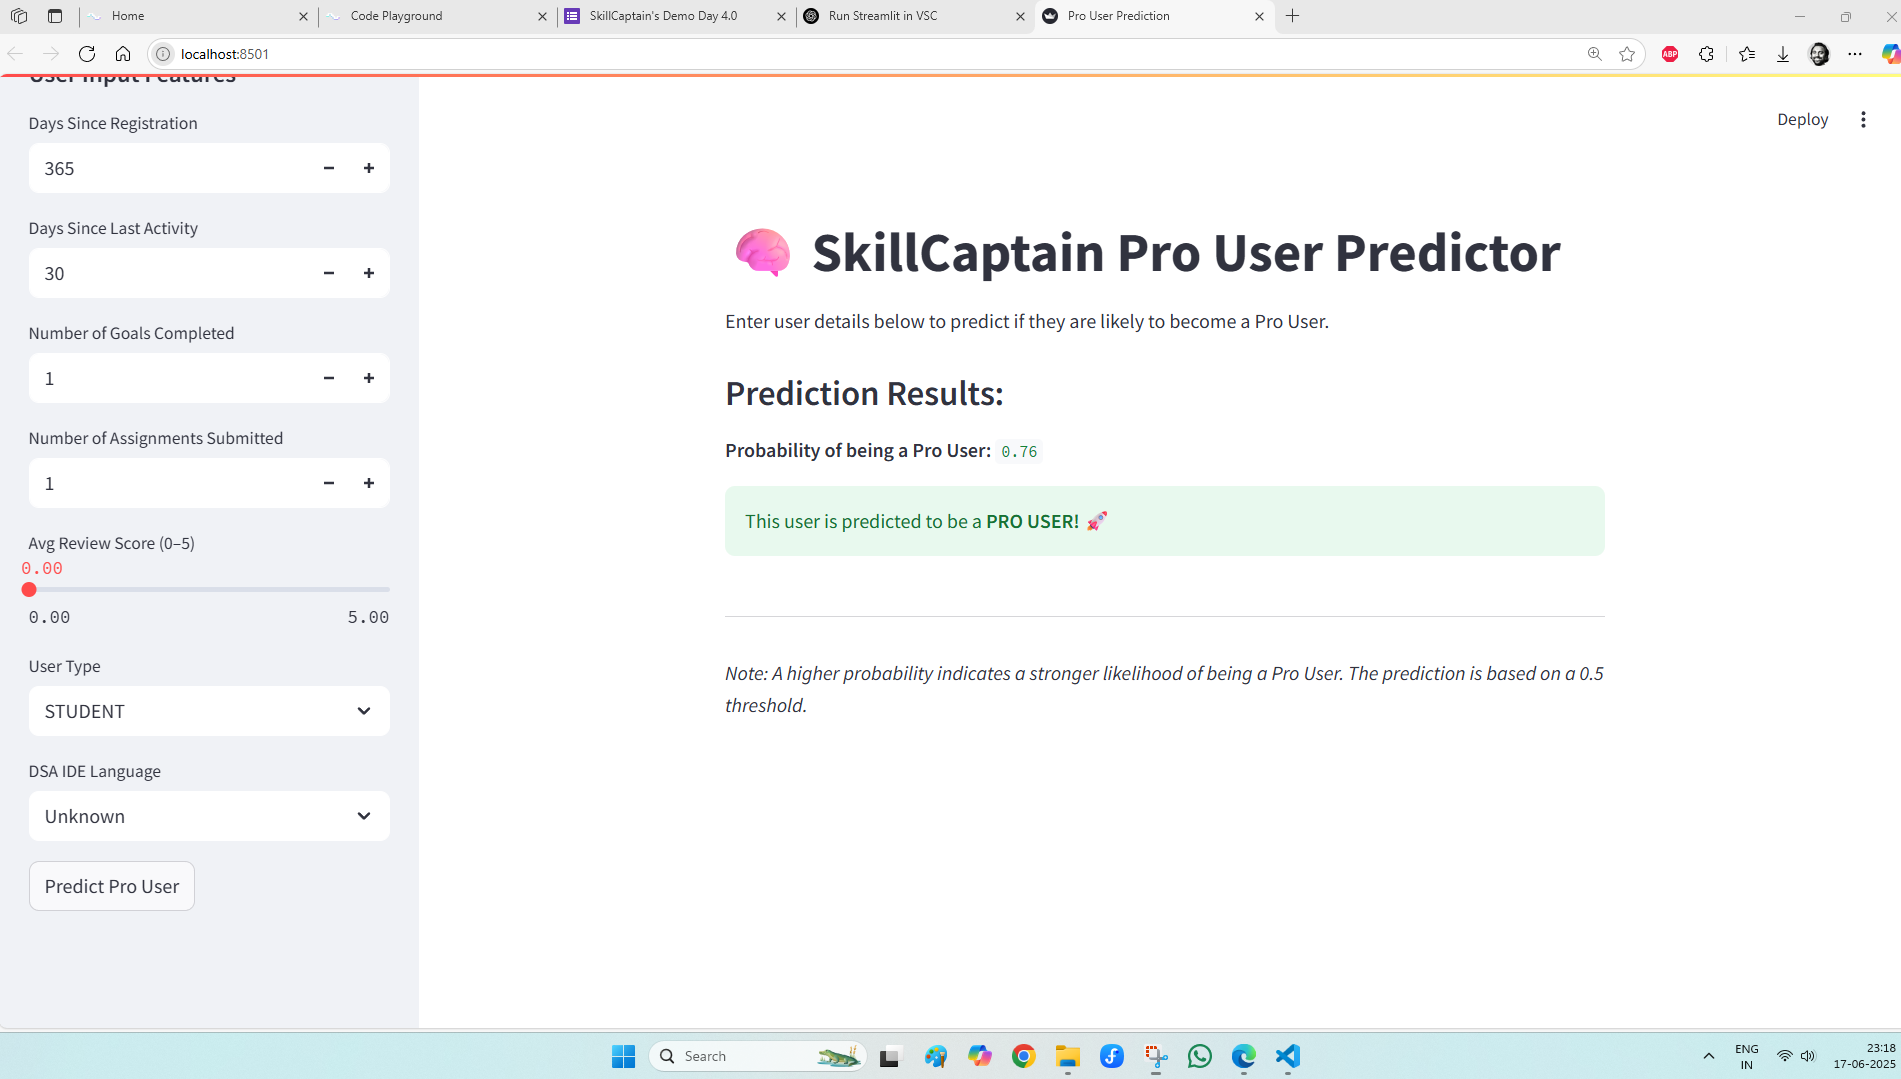 Home
Code Playground
SkillCaptain's Demo Day 4.0
Run Streamlit in VSC
Pro User Prediction
localhost:8501
ABP
User Input Features
Days Since Registration
365
Days Since Last Activity
30
Number of Goals Completed
1
Number of Assignments Submitted
1
Avg Review Score (0–5)
0.00
0.00 5.00
User Type
STUDENT
DSA IDE Language
Unknown
Predict Pro User
Deploy
SkillCaptain Pro User Predictor
Enter user details below to predict if they are likely to become a Pro User.
Prediction Results:
Probability of being a Pro User: 0.76
This user is predicted to be a PRO USER! 🚀
Note: A higher probability indicates a stronger likelihood of being a Pro User. The prediction is based on a 0.5
threshold.
Search
ENG
IN
23:18
17-06-2025